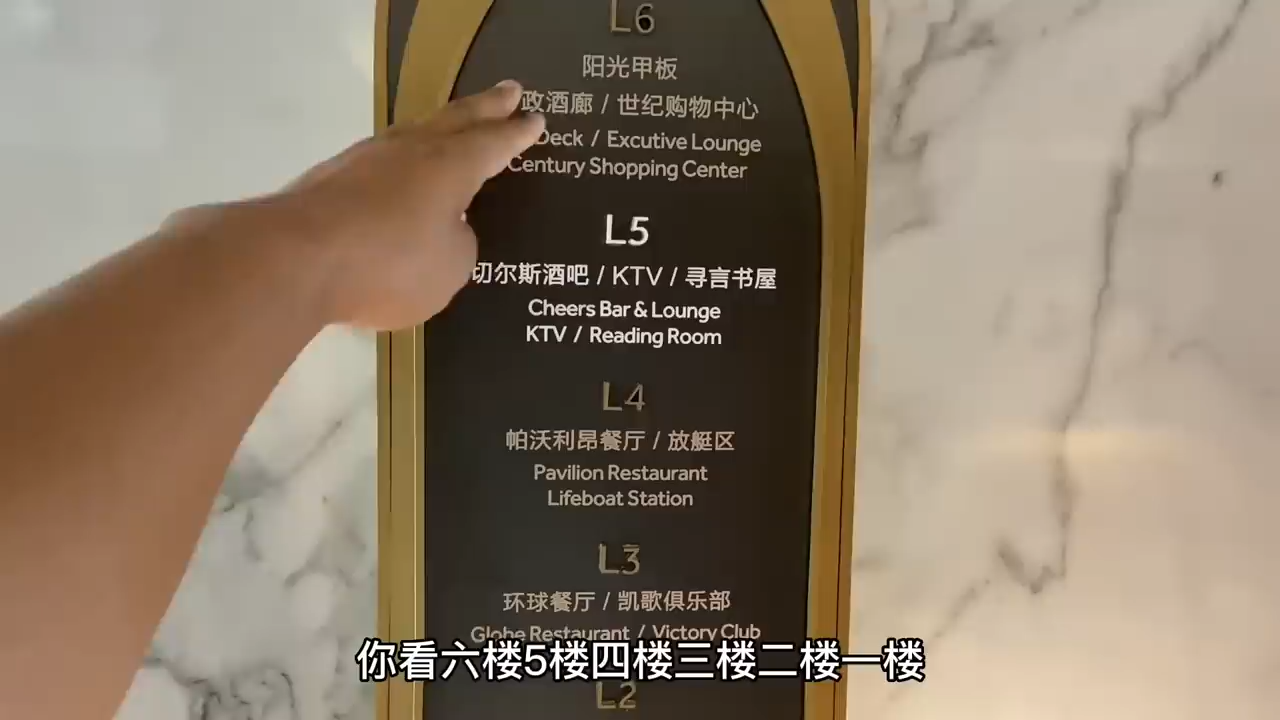 L6
阳光甲板
政酒廊 / 世纪购物中心
Deck / Excutive Lounge
Century Shopping Center
L5
切尔斯酒吧 / KTV / 寻言书屋
Cheers Bar & Lounge
KTV / Reading Room
L4
帕沃利昂餐厅 / 放艇区
Pavilion Restaurant
Lifeboat Station
L3
环球餐厅 / 凯歌俱乐部
Globe Restaurant / Victory Club
你看六楼5楼四楼三楼二楼一楼
L2